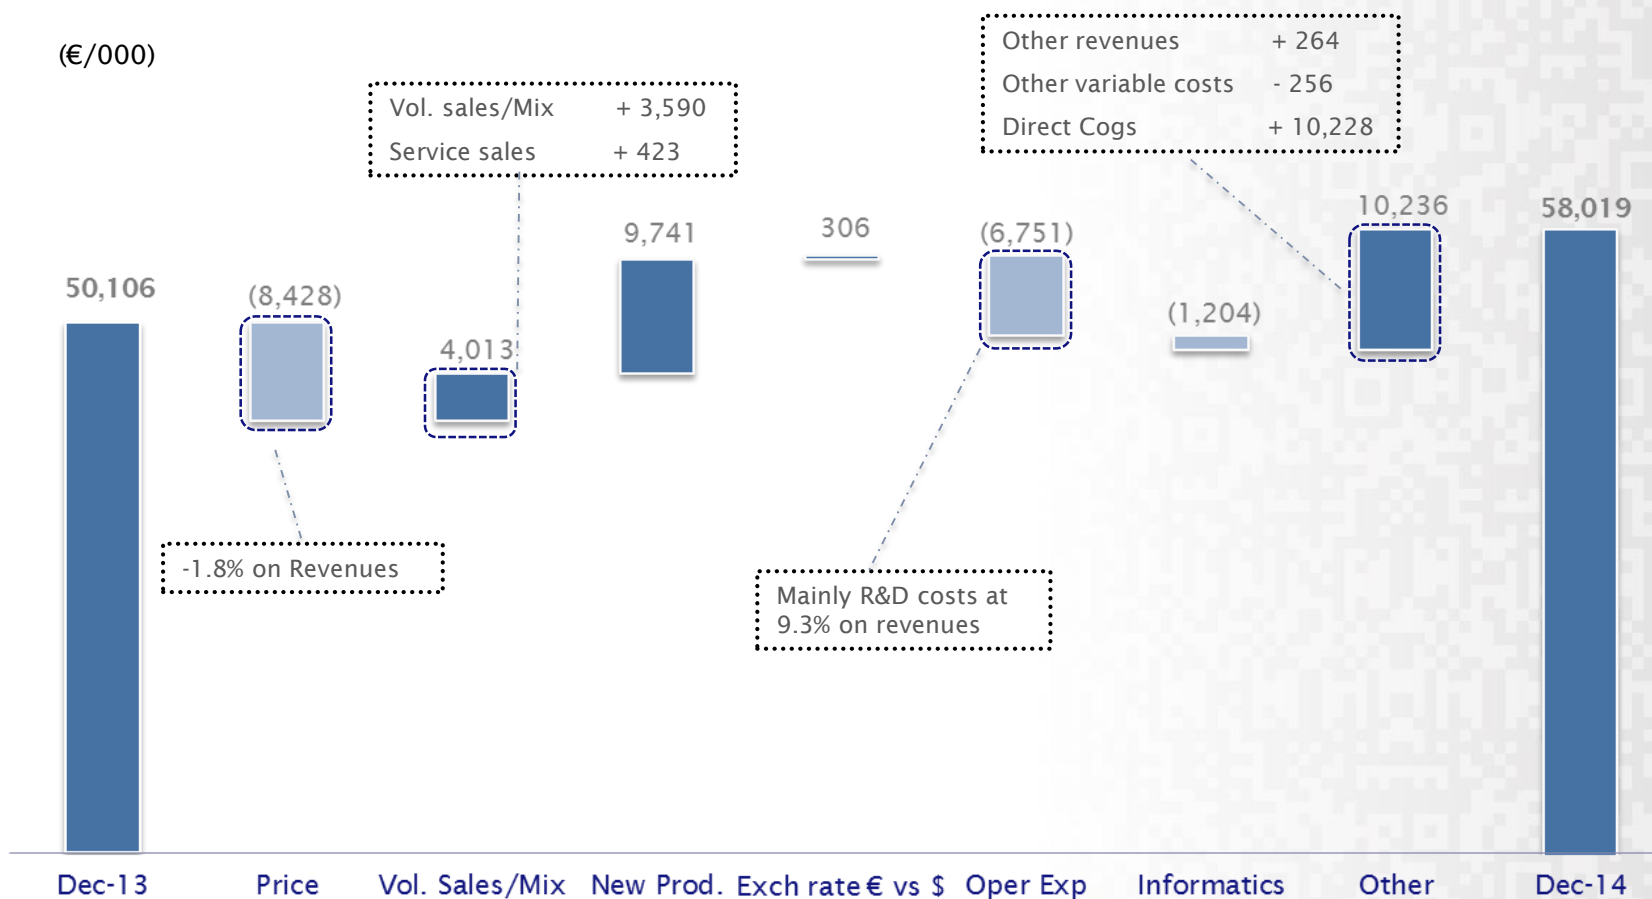 (€/000)
Other revenues + 264
Other variable costs - 256
Direct Cogs + 10,228
Vol. sales/Mix + 3,590
Service sales + 423
50,106
(8,428)
4,013
9,741
306
(6,751)
(1,204)
10,236
58,019
-1.8% on Revenues
Mainly R&D costs at
9.3% on revenues
Dec-13 Price Vol. Sales/Mix New Prod. Exch rate € vs $ Oper Exp Informatics Other Dec-14